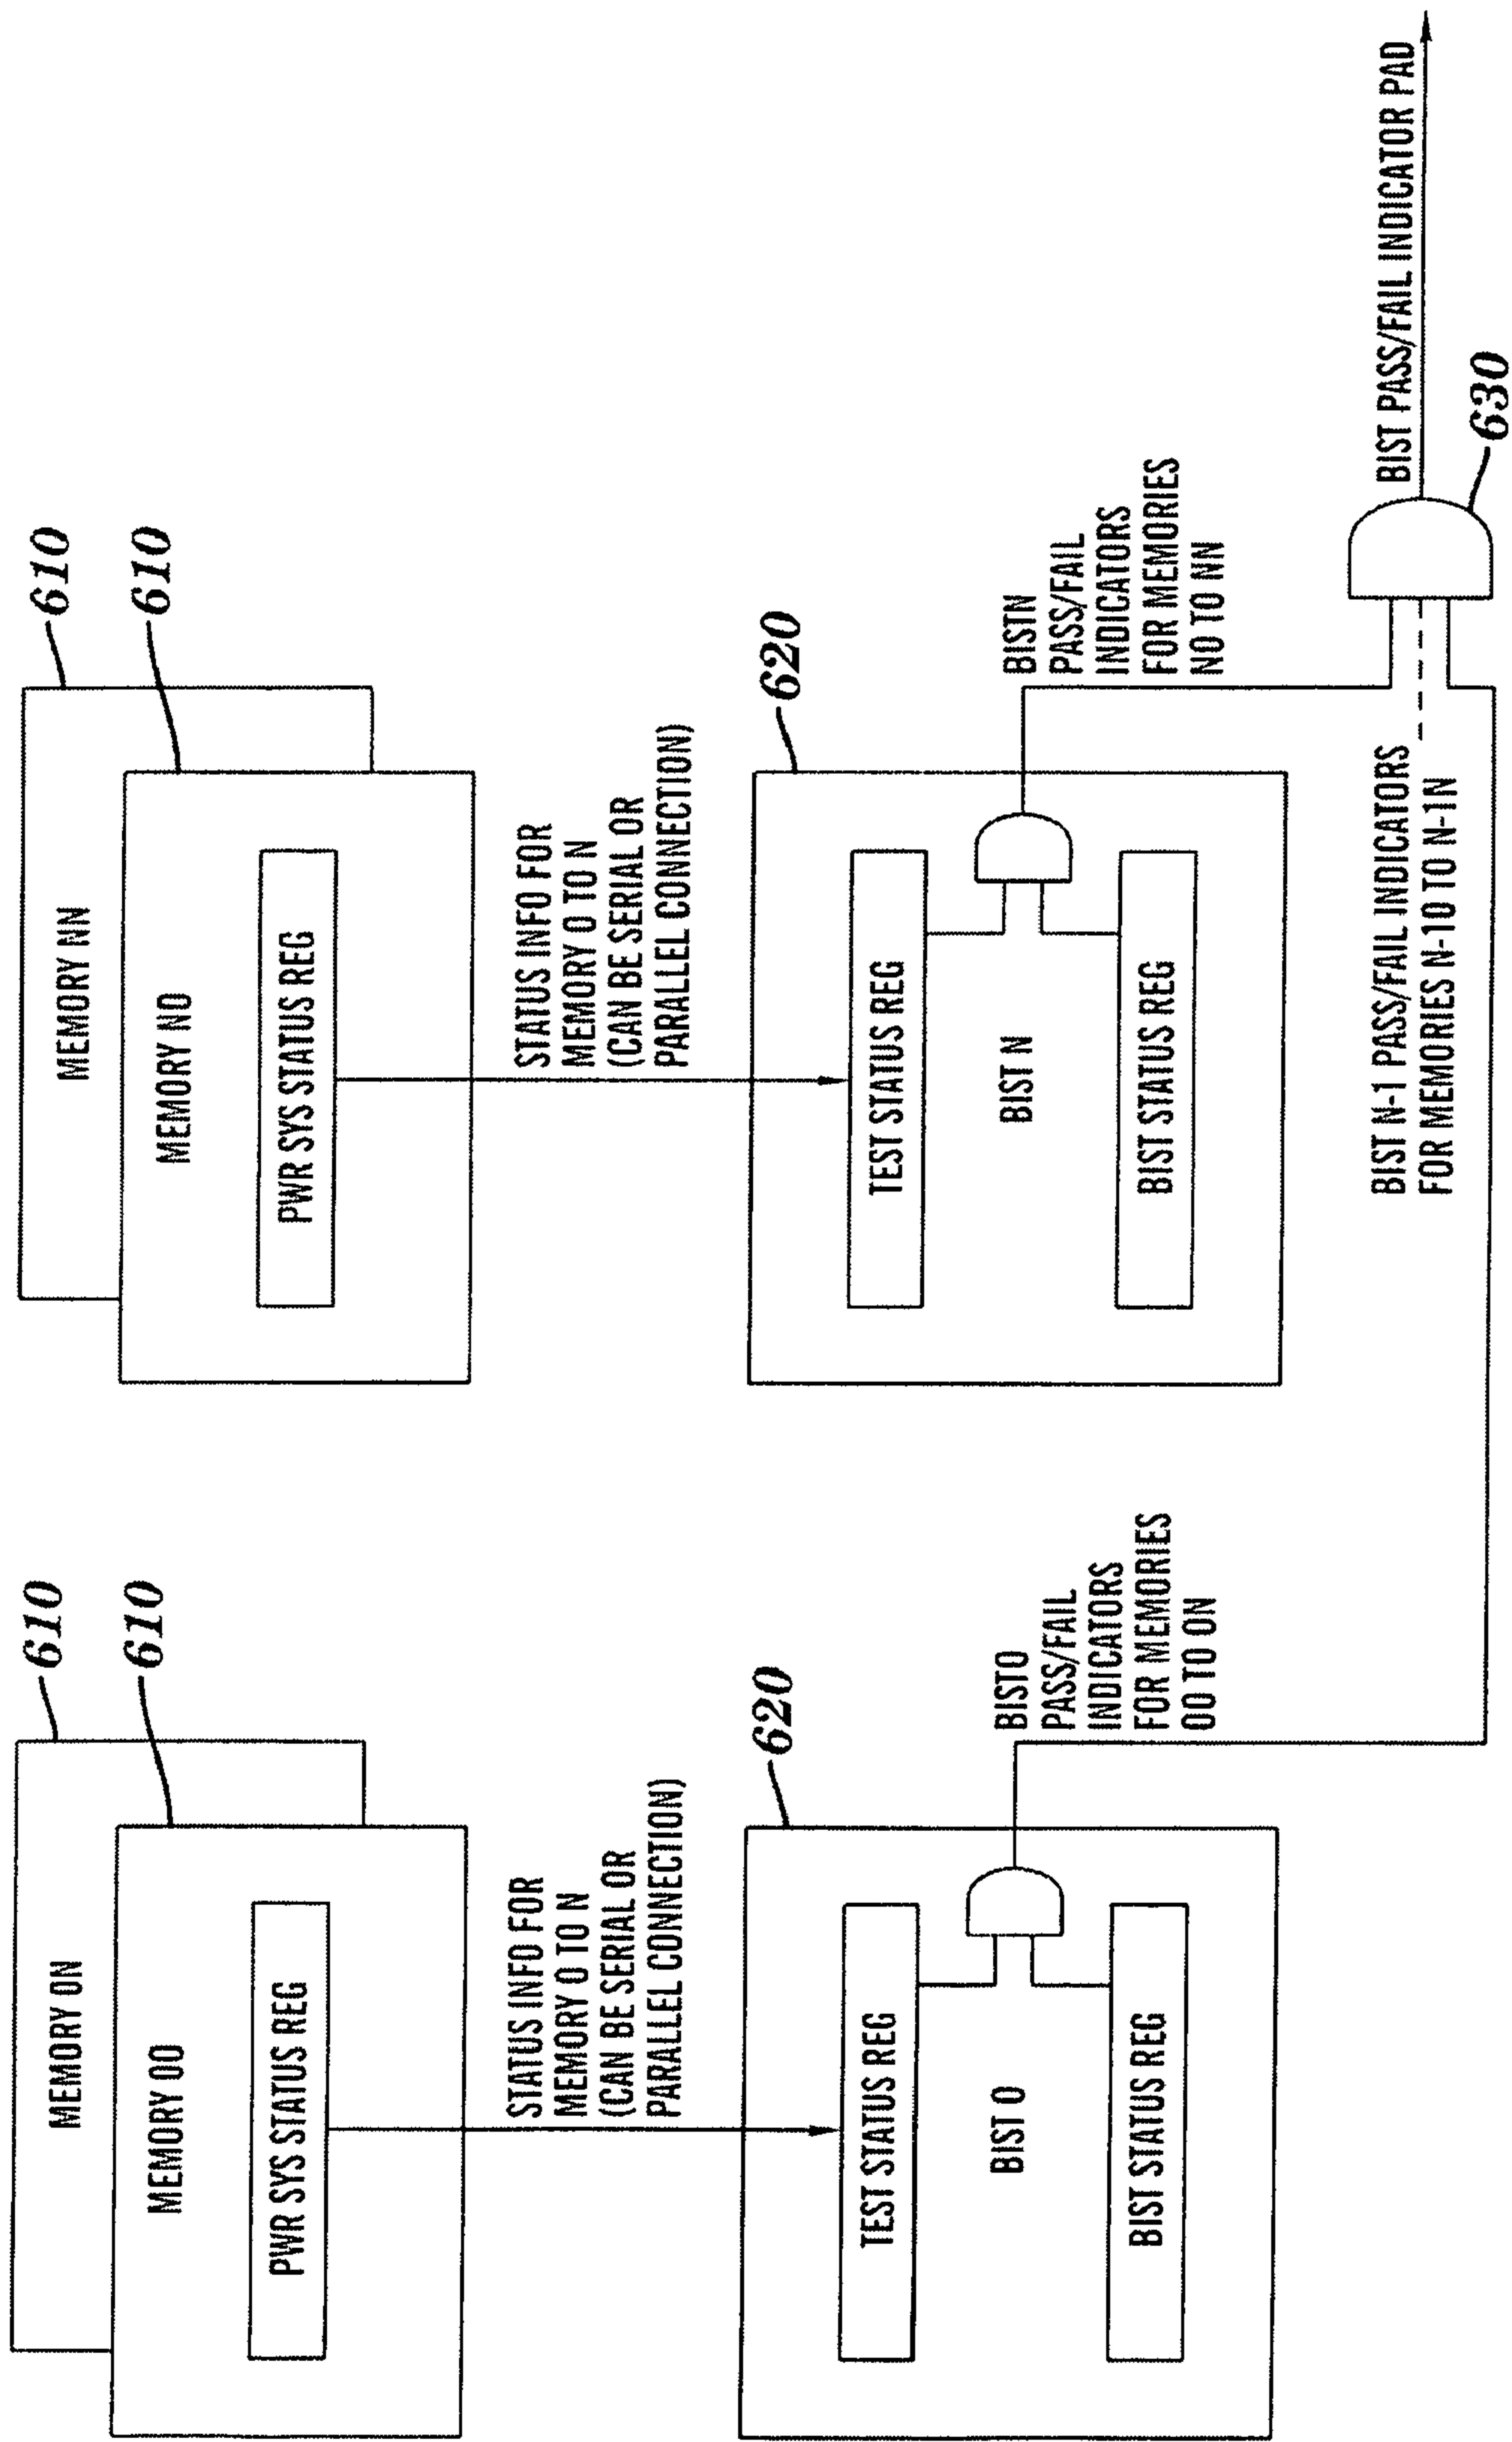 610
MEMORY 0N
610
MEMORY 00
PWR SYS STATUS REG
STATUS INFO FOR
MEMORY 0 TO N
(CAN BE SERIAL OR
PARALLEL CONNECTION)
620
TEST STATUS REG
BIST 0
BIST STATUS REG
BIST0
PASS/FAIL
INDICATORS
FOR MEMORIES
00 TO 0N
610
MEMORY NN
610
MEMORY N0
PWR SYS STATUS REG
STATUS INFO FOR
MEMORY 0 TO N
(CAN BE SERIAL OR
PARALLEL CONNECTION)
620
TEST STATUS REG
BIST N
BIST STATUS REG
BISTN
PASS/FAIL
INDICATORS
FOR MEMORIES
N0 TO NN
BIST N-1 PASS/FAIL INDICATORS
FOR MEMORIES N-10 TO N-1N
BIST PASS/FAIL INDICATOR PAD
630